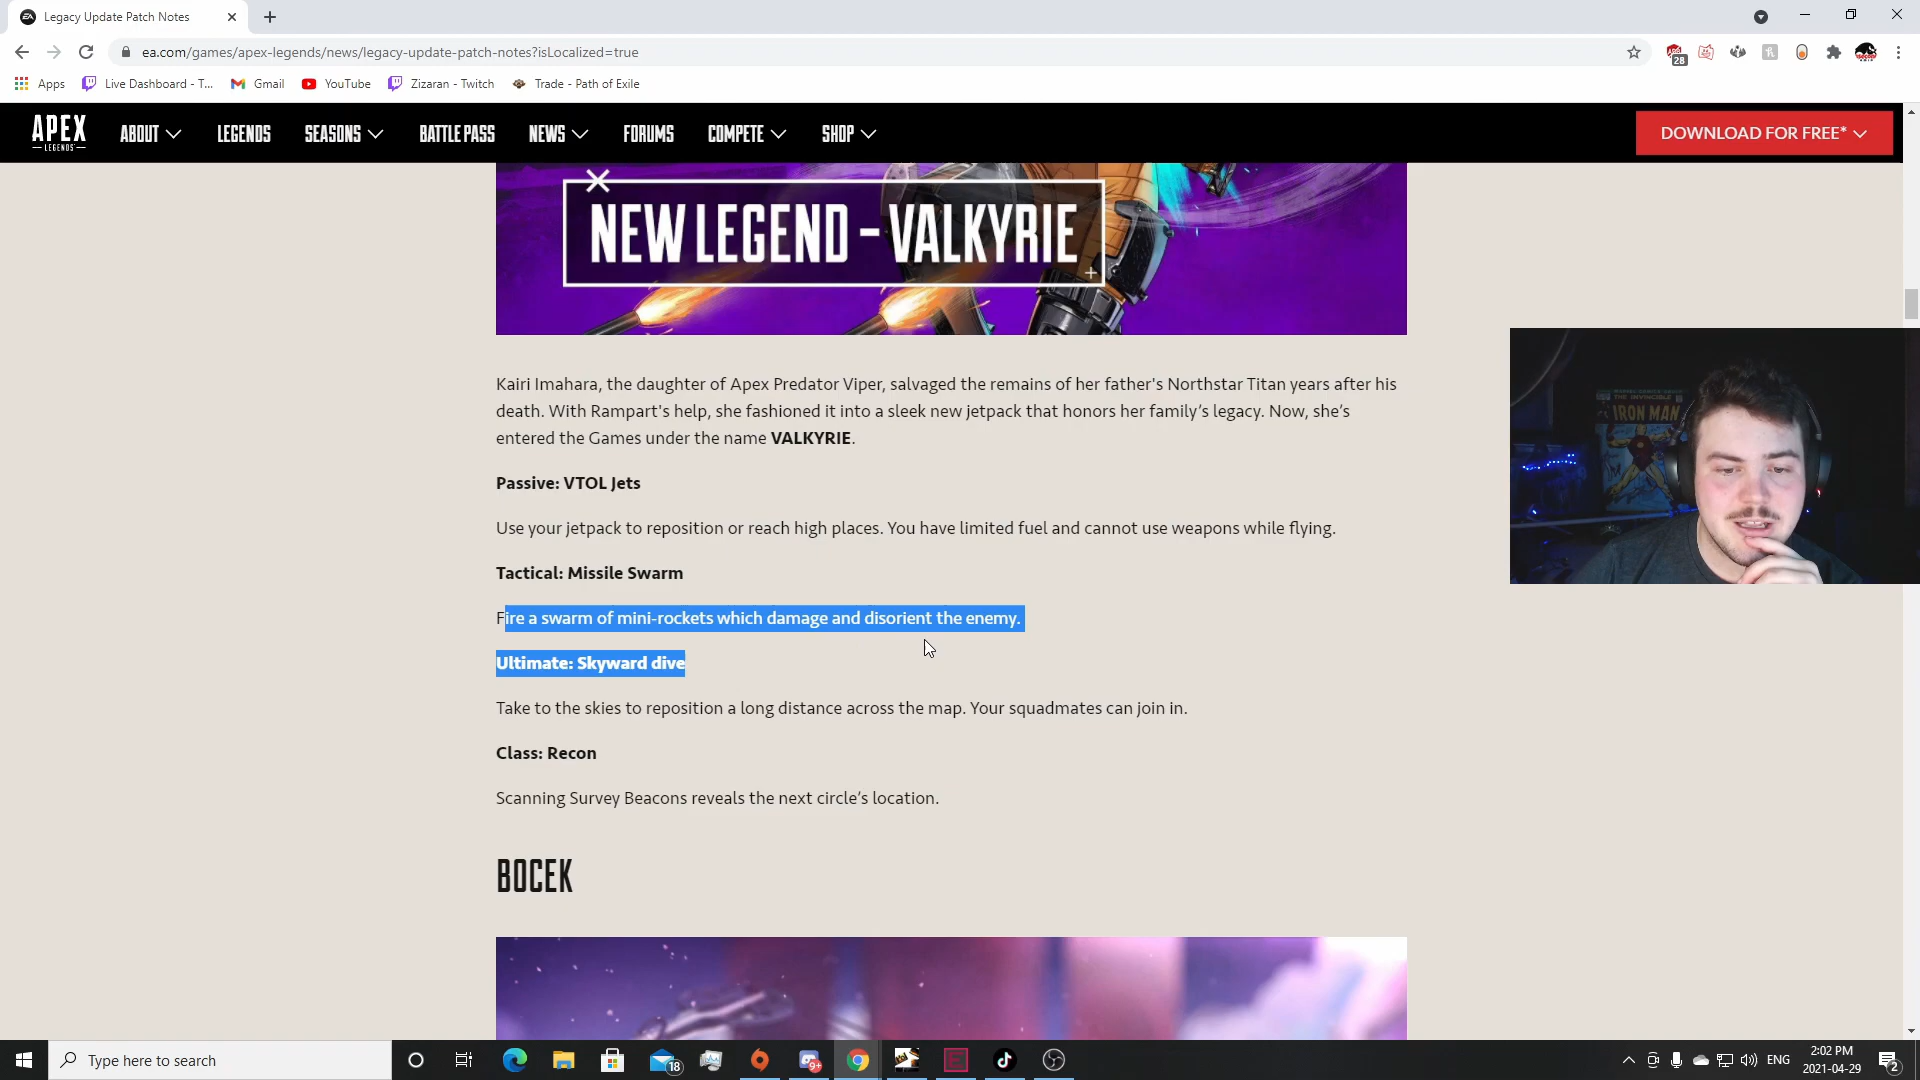 Legacy Update Patch Notes
ea.com/games/apex-legends/news/legacy-update-patch-notes?isLocalized=true
28
Apps
Live Dashboard - T...
Gmail
YouTube
Zizaran - Twitch
Trade - Path of Exile
APEX
LEGENDS
ABOUT
LEGENDS
SEASONS
BATTLE PASS
NEWS
FORUMS
COMPETE
SHOP
DOWNLOAD FOR FREE*
NEW LEGEND - VALKYRIE
Kairi Imahara, the daughter of Apex Predator Viper, salvaged the remains of her father's Northstar Titan years after his
death. With Rampart's help, she fashioned it into a sleek new jetpack that honors her family’s legacy. Now, she’s
entered the Games under the name VALKYRIE.
Passive: VTOL Jets
Use your jetpack to reposition or reach high places. You have limited fuel and cannot use weapons while flying.
Tactical: Missile Swarm
Fire a swarm of mini-rockets which damage and disorient the enemy.
Ultimate: Skyward dive
Take to the skies to reposition a long distance across the map. Your squadmates can join in.
Class: Recon
Scanning Survey Beacons reveals the next circle’s location.
BOCEK
THE INVINCIBLE
IRON MAN
Type here to search
18
9+
ENG
2:02 PM
2021-04-29
2